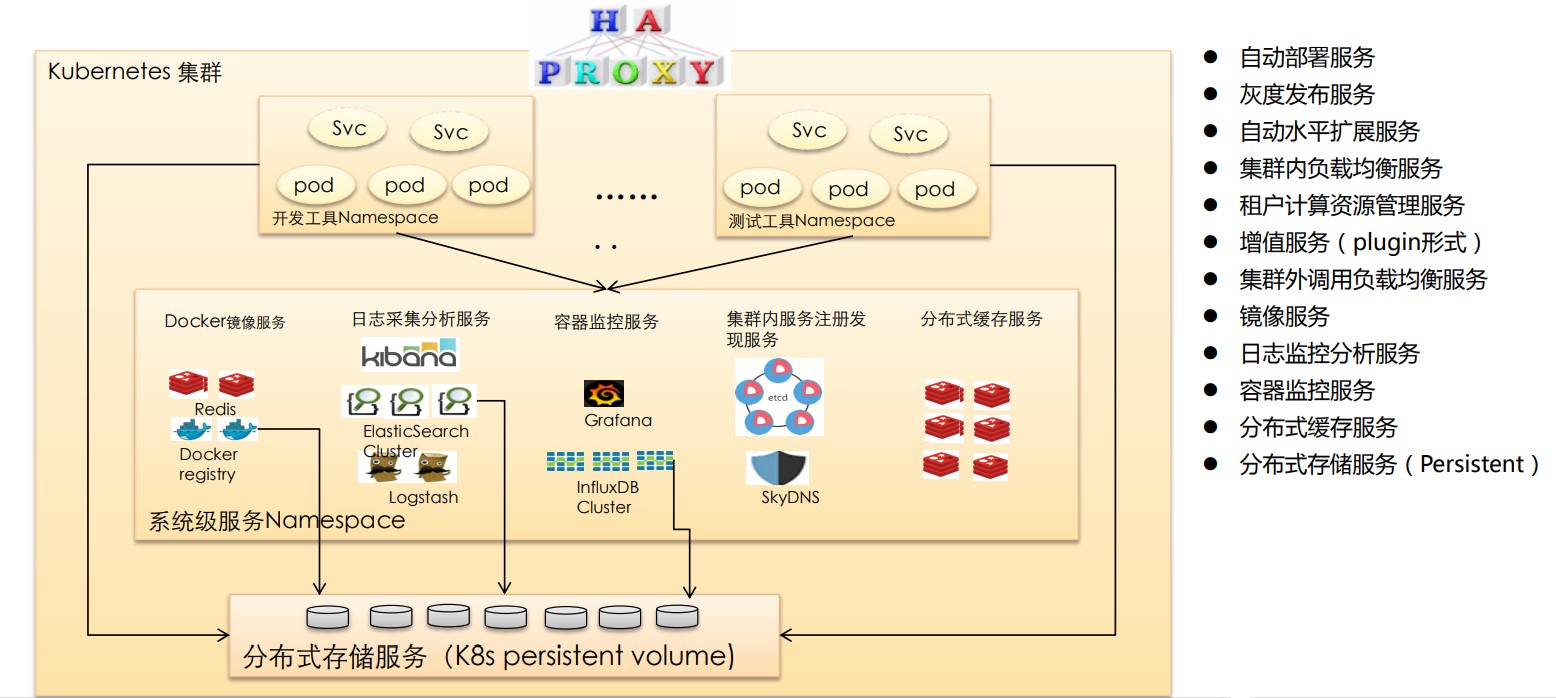 HA
PROXY
Kubernetes 集群
Svc
Svc
pod
pod
pod
开发工具Namespace
......
. .
Svc
Svc
pod
pod
pod
测试工具Namespace
Docker镜像服务
Redis
Docker
registry
日志采集分析服务
kibana
ElasticSearch
Cluster
Logstash
容器监控服务
Grafana
InfluxDB
Cluster
集群内服务注册发
现服务
etcd
SkyDNS
分布式缓存服务
系统级服务Namespace
分布式存储服务（K8s persistent volume)
● 自动部署服务
● 灰度发布服务
● 自动水平扩展服务
● 集群内负载均衡服务
● 租户计算资源管理服务
● 增值服务（plugin形式）
● 集群外调用负载均衡服务
● 镜像服务
● 日志监控分析服务
● 容器监控服务
● 分布式缓存服务
● 分布式存储服务（Persistent）